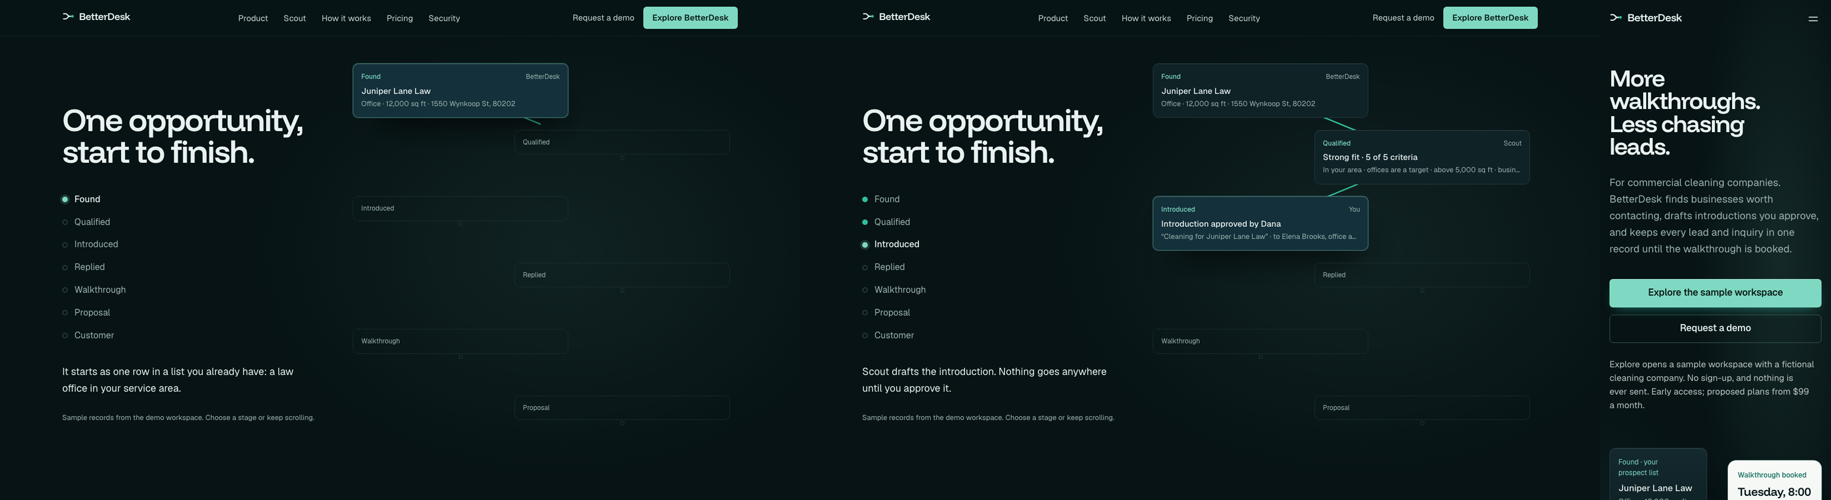 BetterDesk
Product Scout How it works Pricing Security
Request a demo Explore BetterDesk
One opportunity,
start to finish.
Found
Qualified
Introduced
Replied
Walkthrough
Proposal
Customer
It starts as one row in a list you already have: a law
office in your service area.
Sample records from the demo workspace. Choose a stage or keep scrolling.
Found BetterDesk
Juniper Lane Law
Office · 12,000 sq ft · 1550 Wynkoop St, 80202
Qualified
Introduced
Replied
Walkthrough
Proposal
BetterDesk
Product Scout How it works Pricing Security
Request a demo Explore BetterDesk
One opportunity,
start to finish.
Found
Qualified
Introduced
Replied
Walkthrough
Proposal
Customer
Scout drafts the introduction. Nothing goes anywhere
until you approve it.
Sample records from the demo workspace. Choose a stage or keep scrolling.
Found BetterDesk
Juniper Lane Law
Office · 12,000 sq ft · 1550 Wynkoop St, 80202
Qualified Scout
Strong fit · 5 of 5 criteria
In your area · offices are a target · above 5,000 sq ft · busin...
Introduced You
Introduction approved by Dana
"Cleaning for Juniper Lane Law" · to Elena Brooks, office a...
Replied
Walkthrough
Proposal
BetterDesk
More
walkthroughs.
Less chasing
leads.
For commercial cleaning companies.
BetterDesk finds businesses worth
contacting, drafts introductions you approve,
and keeps every lead and inquiry in one
record until the walkthrough is booked.
Explore the sample workspace
Request a demo
Explore opens a sample workspace with a fictional
cleaning company. No sign-up, and nothing is
ever sent. Early access; proposed plans from $99
a month.
Found · your
prospect list
Juniper Lane Law
Walkthrough booked
Tuesday, 8:00